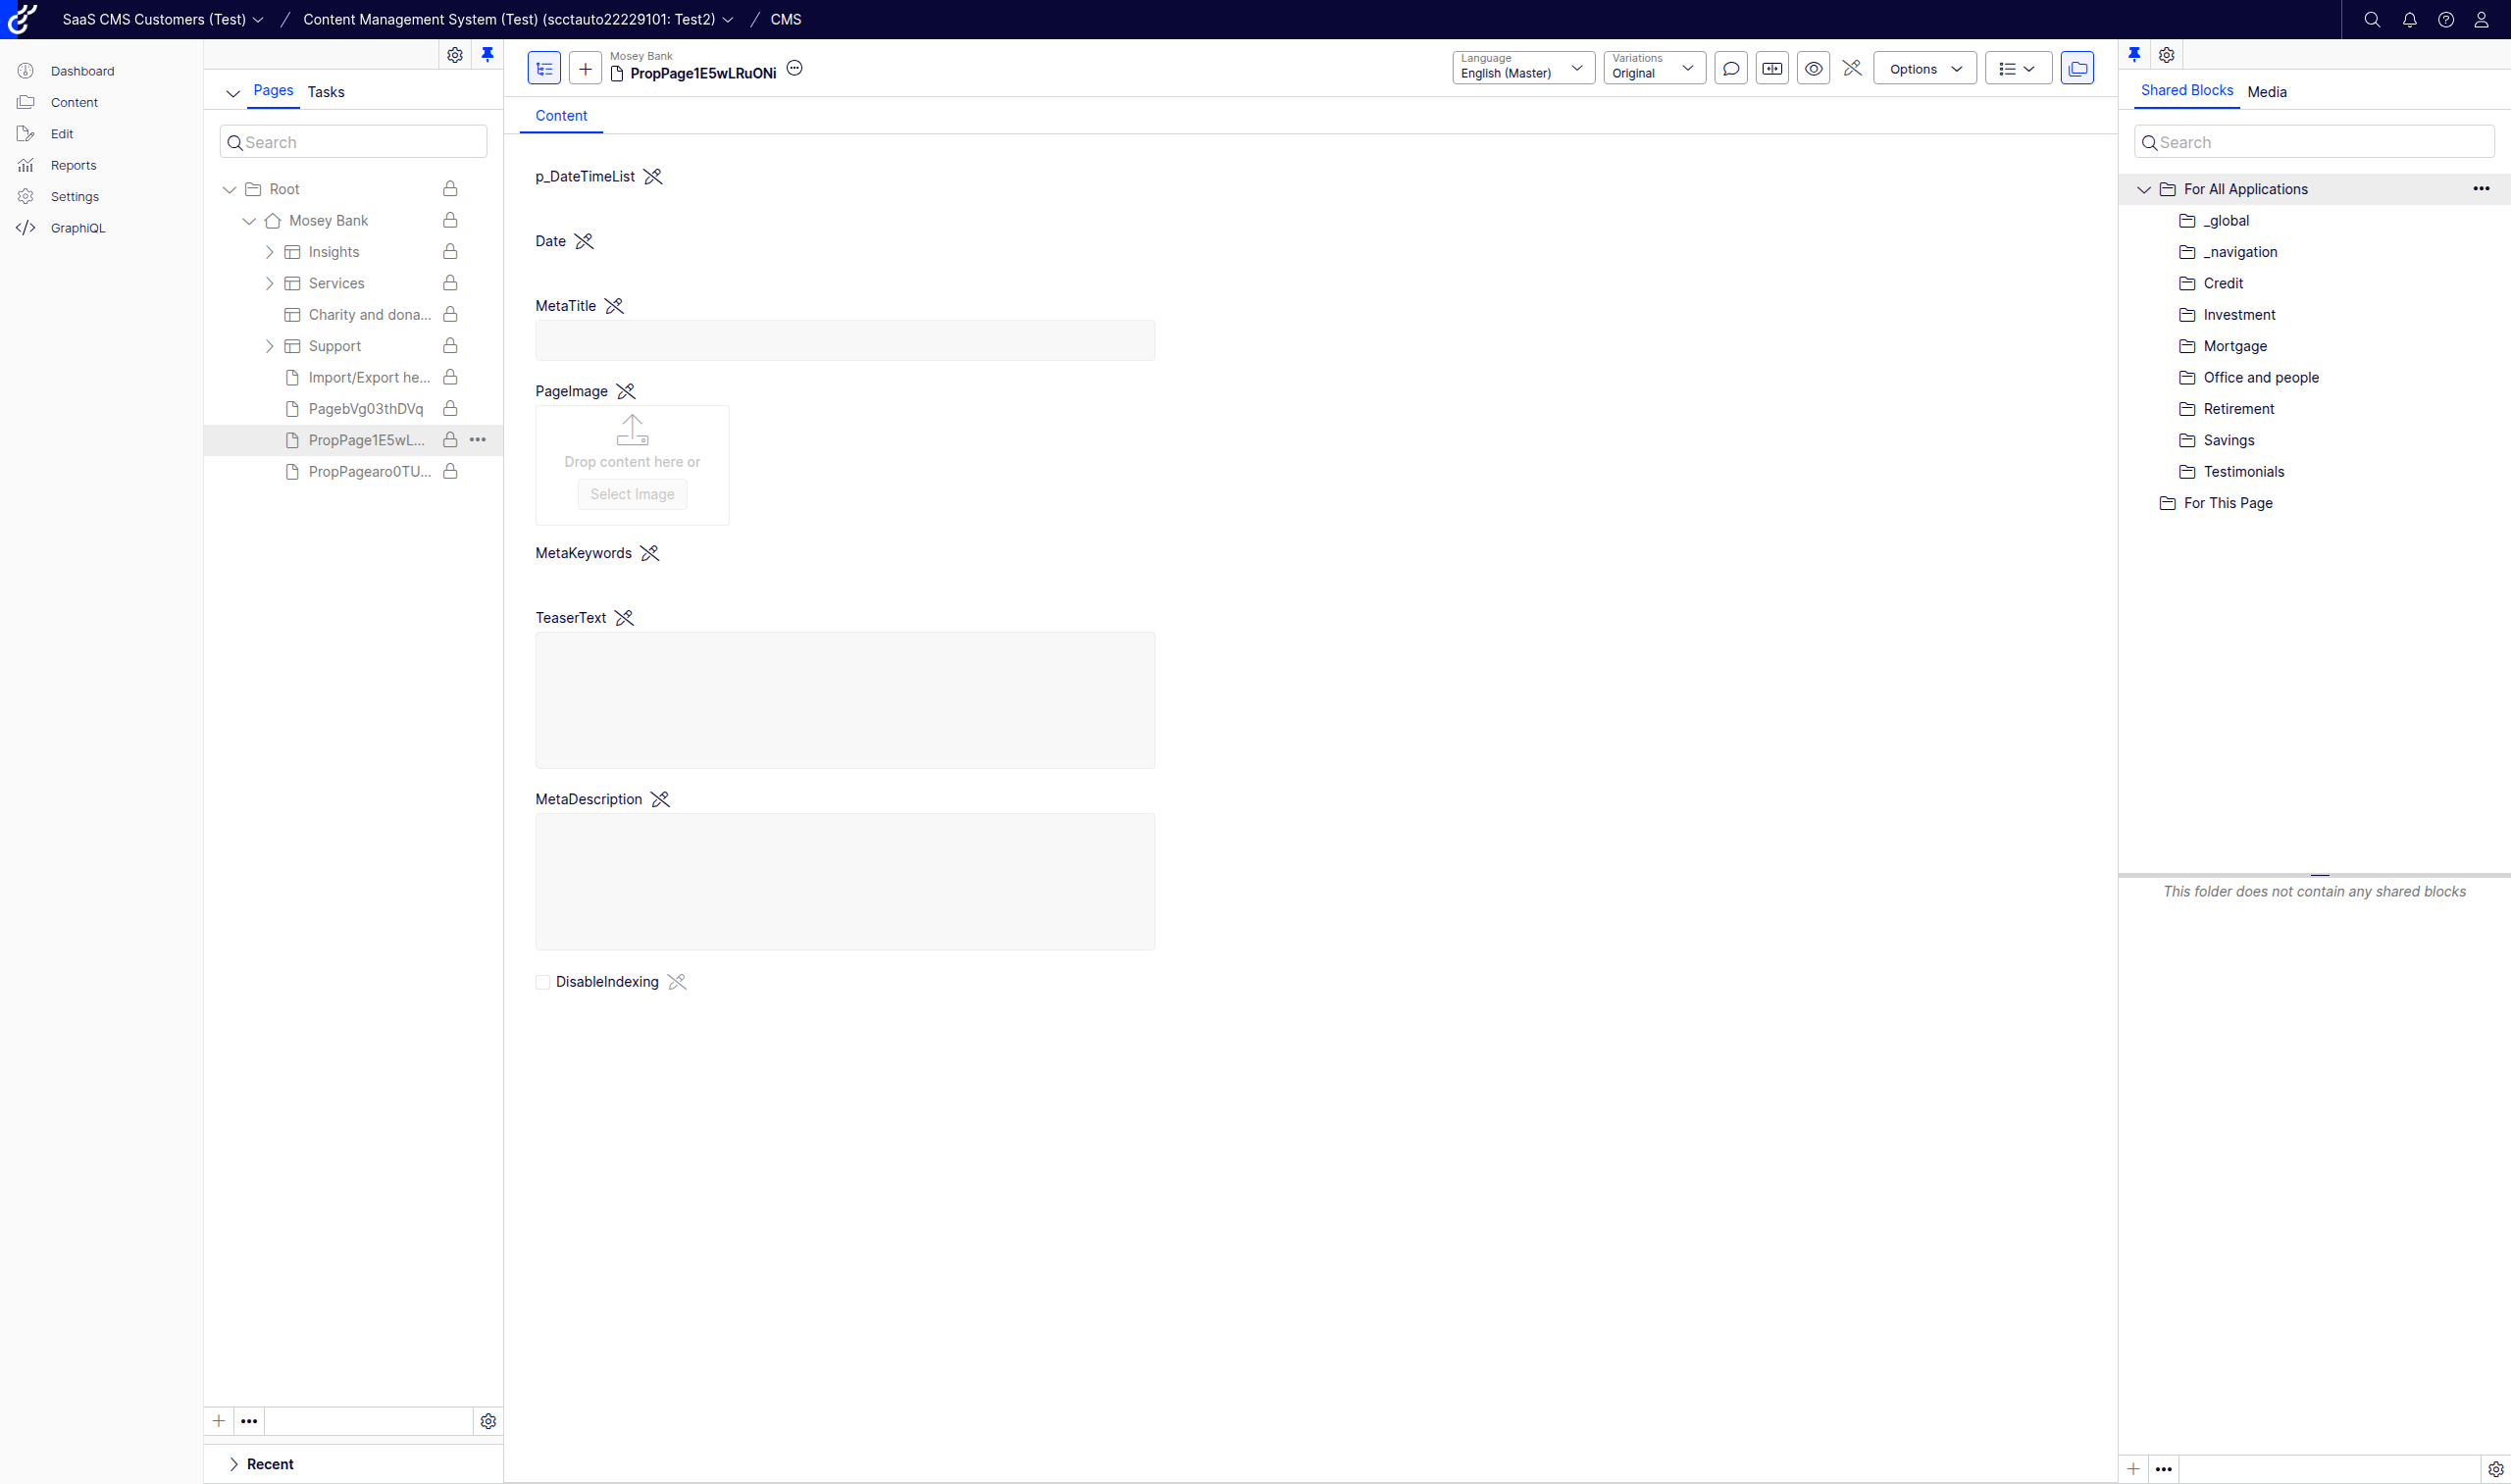 SaaS CMS Customers (Test) / Content Management System (Test) (scctauto22229101: Test2) / CMS
Dashboard
Content
Edit
Reports
Settings
GraphiQL
Pages
Tasks
Search
Root
Mosey Bank
Insights
Services
Charity and dona...
Support
Import/Export he...
PagebVg03thDVq
PropPage1E5wL...
PropPagearo0TU...
Recent
Mosey Bank
PropPage1E5wLRuONi
Language
English (Master)
Variations
Original
Options
Content
p_DateTimeList
Date
MetaTitle
PageImage
Drop content here or
Select Image
MetaKeywords
TeaserText
MetaDescription
DisableIndexing
Shared Blocks
Media
Search
For All Applications
_global
_navigation
Credit
Investment
Mortgage
Office and people
Retirement
Savings
Testimonials
For This Page
This folder does not contain any shared blocks